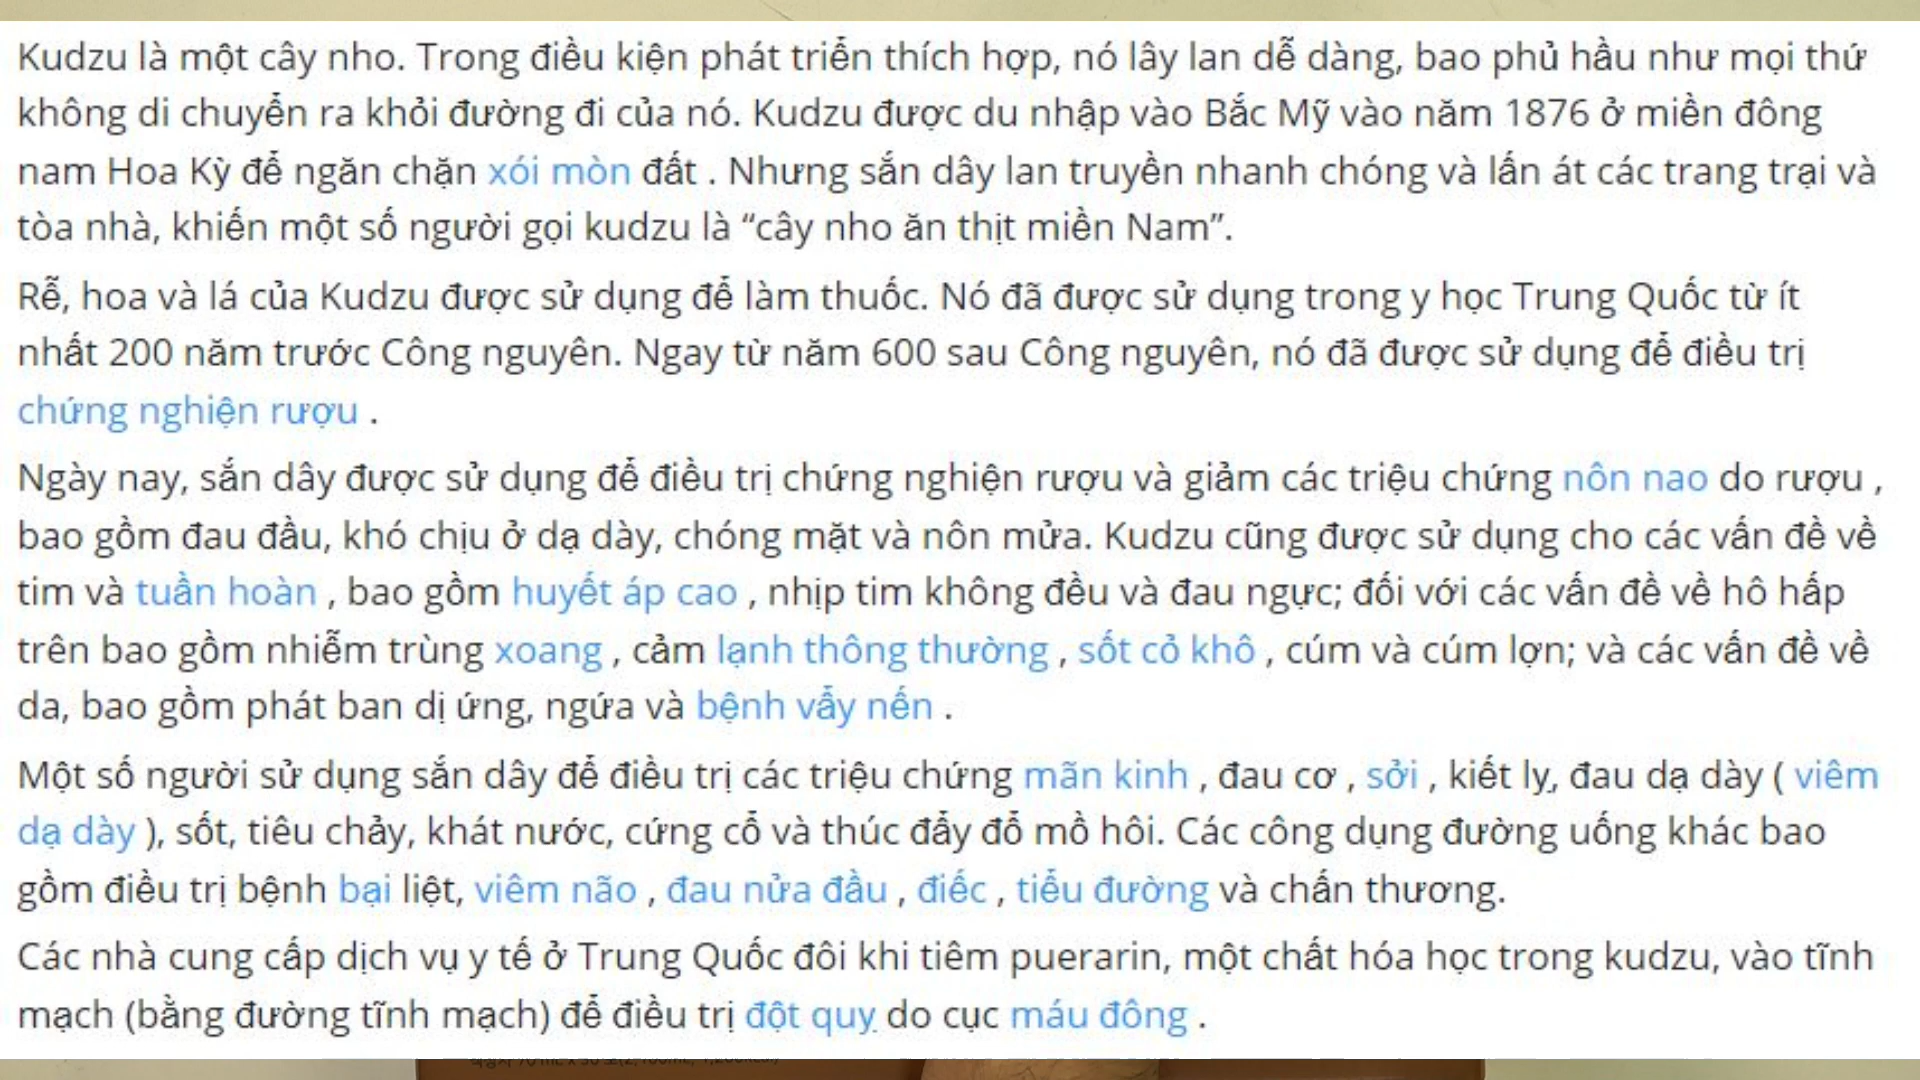 Kudzu là một cây nho. Trong điều kiện phát triển thích hợp, nó lây lan dễ dàng, bao phủ hầu như mọi thứ
không di chuyển ra khỏi đường đi của nó. Kudzu được du nhập vào Bắc Mỹ vào năm 1876 ở miền đông
nam Hoa Kỳ để ngăn chặn xói mòn đất . Nhưng sắn dây lan truyền nhanh chóng và lấn át các trang trại và
tòa nhà, khiến một số người gọi kudzu là “cây nho ăn thịt miền Nam”.
Rễ, hoa và lá của Kudzu được sử dụng để làm thuốc. Nó đã được sử dụng trong y học Trung Quốc từ ít
nhất 200 năm trước Công nguyên. Ngay từ năm 600 sau Công nguyên, nó đã được sử dụng để điều trị
chứng nghiện rượu .
Ngày nay, sắn dây được sử dụng để điều trị chứng nghiện rượu và giảm các triệu chứng nôn nao do rượu ,
bao gồm đau đầu, khó chịu ở dạ dày, chóng mặt và nôn mửa. Kudzu cũng được sử dụng cho các vấn đề về
tim và tuần hoàn , bao gồm huyết áp cao , nhịp tim không đều và đau ngực; đối với các vấn đề về hô hấp
trên bao gồm nhiễm trùng xoang , cảm lạnh thông thường , sốt cỏ khô , cúm và cúm lợn; và các vấn đề về
da, bao gồm phát ban dị ứng, ngứa và bệnh vẩy nến .
Một số người sử dụng sắn dây để điều trị các triệu chứng mãn kinh , đau cơ , sởi , kiết lỵ, đau dạ dày ( viêm
dạ dày ), sốt, tiêu chảy, khát nước, cứng cổ và thúc đẩy đổ mồ hôi. Các công dụng đường uống khác bao
gồm điều trị bệnh bại liệt, viêm não , đau nửa đầu , điếc , tiểu đường và chấn thương.
Các nhà cung cấp dịch vụ y tế ở Trung Quốc đôi khi tiêm puerarin, một chất hóa học trong kudzu, vào tĩnh
mạch (bằng đường tĩnh mạch) để điều trị đột quỵ do cục máu đông .